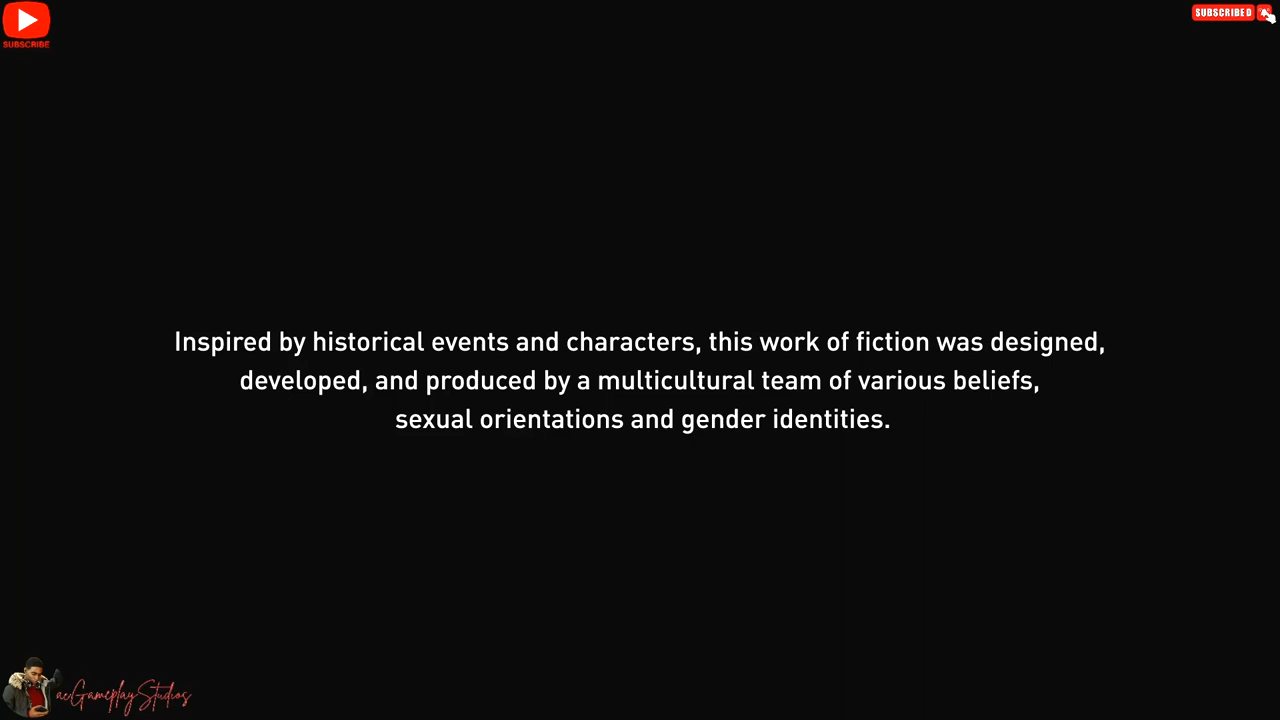 SUBSCRIBE
SUBSCRIBED
Inspired by historical events and characters, this work of fiction was designed,
developed, and produced by a multicultural team of various beliefs,
sexual orientations and gender identities.
acGameplayStudios